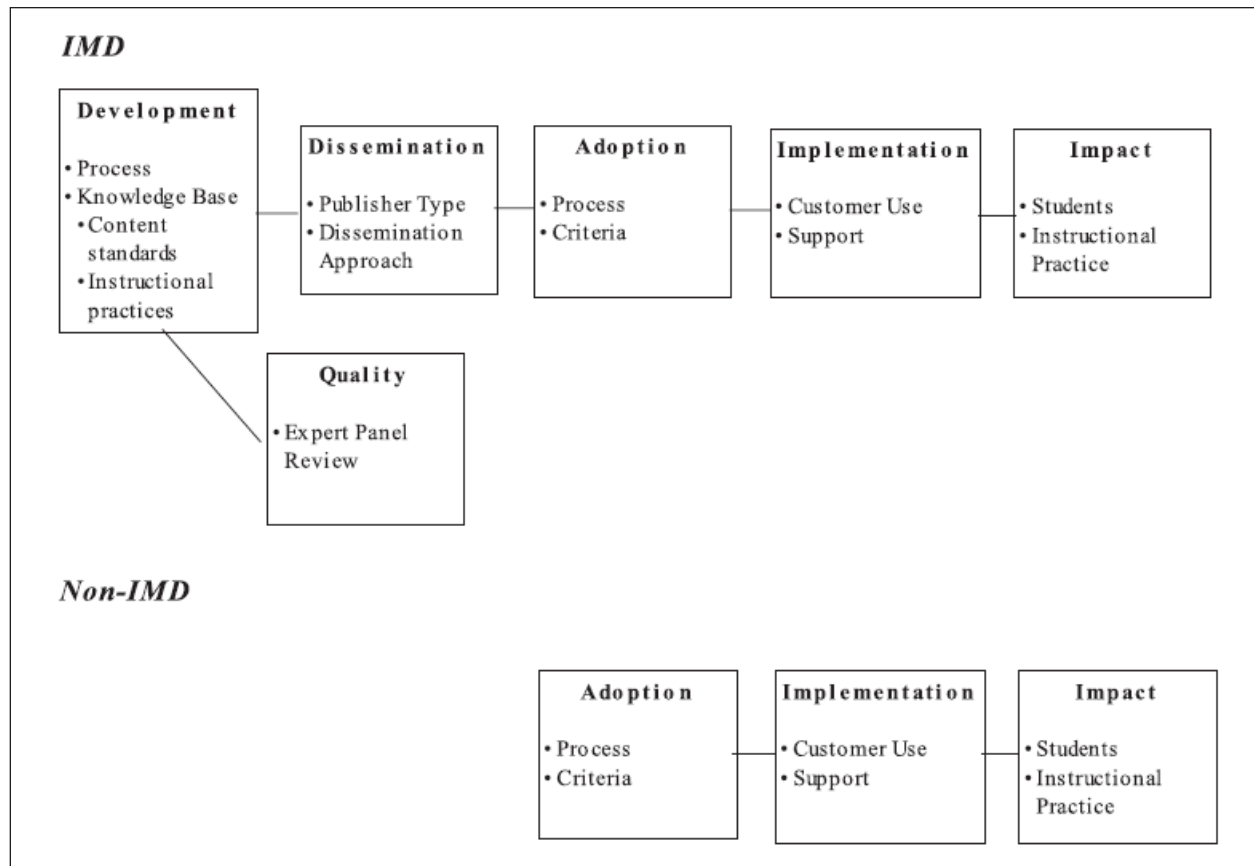 IMD
Development
• Process
• Knowledge Base
• Content
standards
• Instructional
practices
Dissemination
• Publisher Type
• Dissemination
Approach
Adoption
• Process
• Criteria
Implementation
• Customer Use
• Support
Impact
• Students
• Instructional
Practice
Quality
• Expert Panel
Review
Non-IMD
Adoption
• Process
• Criteria
Implementation
• Customer Use
• Support
Impact
• Students
• Instructional
Practice